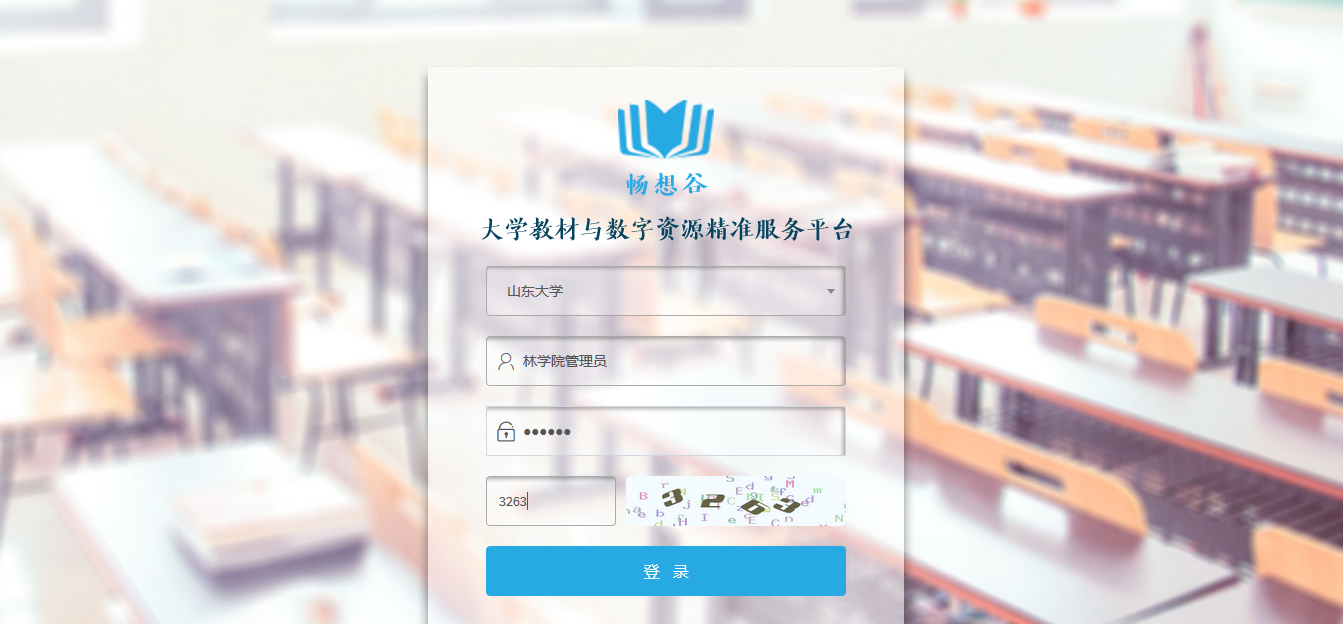 畅想谷
大学教材与数字资源精准服务平台
山东大学
林学院管理员
••••••
3263
3263
登 录